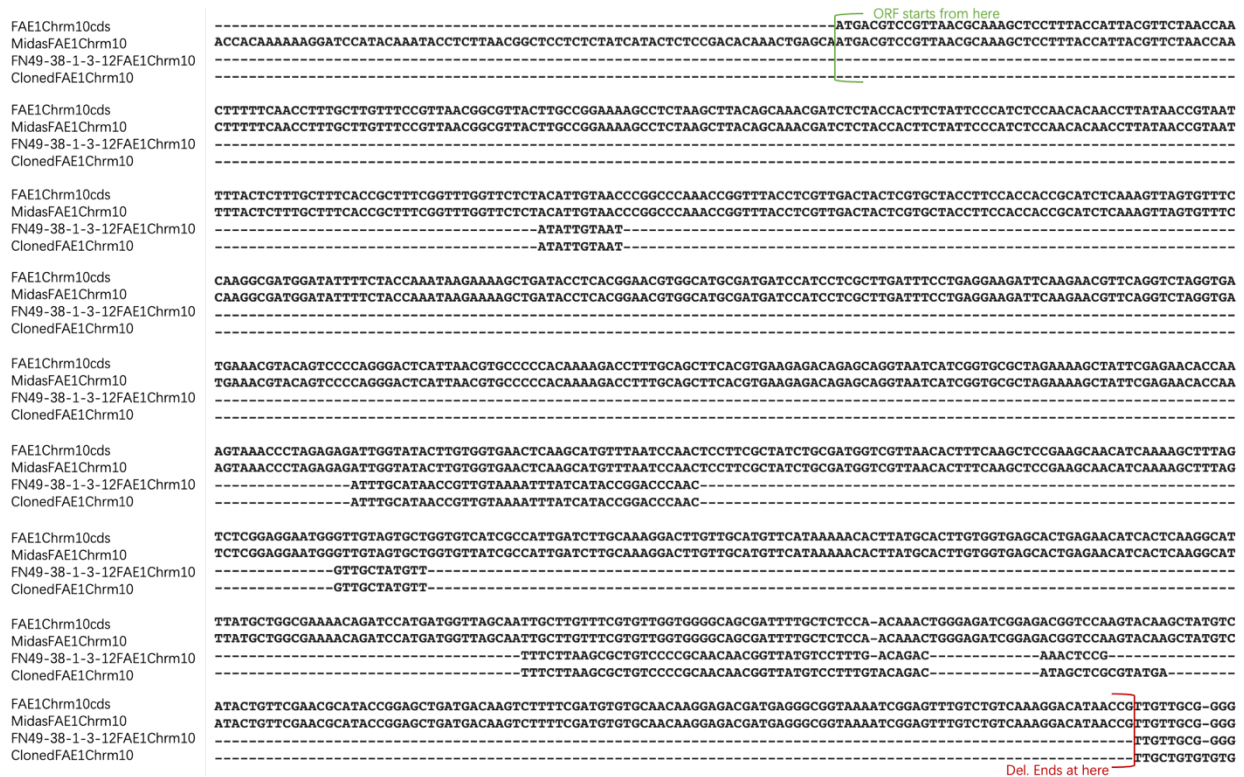 ORF starts from here
FAE1Chrm10cds -------------------------------------------------------------------------ATGACGTCCGTTAACGCAAAGCTCCTTTACCATTACGTTCTAACCAA
MidasFAE1Chrm10 ACCACAAAAAAGGATCCATACAAATACCTCTTAACGGCTCCTCTCTATCATACTCTCCGACACAAACTGAGCAATGACGTCCGTTAACGCAAAGCTCCTTTACCATTACGTTCTAACCAA
FN49-38-1-3-12FAE1Chrm10 ------------------------------------------------------------------------------------------------------------------------
ClonedFAE1Chrm10 ------------------------------------------------------------------------------------------------------------------------
FAE1Chrm10cds CTTTTTCAACCTTTGCTTGTTTCCGTTAACGGCGTTACTTGCCGGAAAAGCCTCTAAGCTTACAGCAAACGATCTCTACCACTTCTATTCCCATCTCCAACACAACCTTATAACCGTAAT
MidasFAE1Chrm10 CTTTTTCAACCTTTGCTTGTTTCCGTTAACGGCGTTACTTGCCGGAAAAGCCTCTAAGCTTACAGCAAACGATCTCTACCACTTCTATTCCCATCTCCAACACAACCTTATAACCGTAAT
FN49-38-1-3-12FAE1Chrm10 ------------------------------------------------------------------------------------------------------------------------
ClonedFAE1Chrm10 ------------------------------------------------------------------------------------------------------------------------
FAE1Chrm10cds TTTACTCTTTGCTTTCACCGCTTTCGGTTTGGTTCTCTACATTGTAACCCGGCCCAAACCGGTTTACCTCGTTGACTACTCGTGCTACCTTCCACCACCGCATCTCAAAGTTAGTGTTTC
MidasFAE1Chrm10 TTTACTCTTTGCTTTCACCGCTTTCGGTTTGGTTCTCTACATTGTAACCCGGCCCAAACCGGTTTACCTCGTTGACTACTCGTGCTACCTTCCACCACCGCATCTCAAAGTTAGTGTTTC
FN49-38-1-3-12FAE1Chrm10 --------------------------------------ATATTGTAAT------------------------------------------------------------------------
ClonedFAE1Chrm10 --------------------------------------ATATTGTAAT------------------------------------------------------------------------
FAE1Chrm10cds CAAGGCGATGGATATTTTCTACCAAATAAGAAAAGCTGATACCTCACGGAACGTGGCATGCGATGATCCATCCTCGCTTGATTTCCTGAGGAAGATTCAAGAACGTTCAGGTCTAGGTGA
MidasFAE1Chrm10 CAAGGCGATGGATATTTTCTACCAAATAAGAAAAGCTGATACCTCACGGAACGTGGCATGCGATGATCCATCCTCGCTTGATTTCCTGAGGAAGATTCAAGAACGTTCAGGTCTAGGTGA
FN49-38-1-3-12FAE1Chrm10 ------------------------------------------------------------------------------------------------------------------------
ClonedFAE1Chrm10 ------------------------------------------------------------------------------------------------------------------------
FAE1Chrm10cds TGAAACGTACAGTCCCCAGGGACTCATTAACGTGCCCCCACAAAAGACCTTTGCAGCTTCACGTGAAGAGACAGAGCAGGTAATCATCGGTGCGCTAGAAAAGCTATTCGAGAACACCAA
MidasFAE1Chrm10 TGAAACGTACAGTCCCCAGGGACTCATTAACGTGCCCCCACAAAAGACCTTTGCAGCTTCACGTGAAGAGACAGAGCAGGTAATCATCGGTGCGCTAGAAAAGCTATTCGAGAACACCAA
FN49-38-1-3-12FAE1Chrm10 ------------------------------------------------------------------------------------------------------------------------
ClonedFAE1Chrm10 ------------------------------------------------------------------------------------------------------------------------
FAE1Chrm10cds AGTAAACCCTAGAGAGATTGGTATACTTGTGGTGAACTCAAGCATGTTTAATCCAACTCCTTCGCTATCTGCGATGGTCGTTAACACTTTCAAGCTCCGAAGCAACATCAAAAGCTTTAG
MidasFAE1Chrm10 AGTAAACCCTAGAGAGATTGGTATACTTGTGGTGAACTCAAGCATGTTTAATCCAACTCCTTCGCTATCTGCGATGGTCGTTAACACTTTCAAGCTCCGAAGCAACATCAAAAGCTTTAG
FN49-38-1-3-12FAE1Chrm10 ----------------ATTTGCATAACCGTTGTAAAATTTATCATACCGGACCCAAC---------------------------------------------------------------
ClonedFAE1Chrm10 ----------------ATTTGCATAACCGTTGTAAAATTTATCATACCGGACCCAAC---------------------------------------------------------------
FAE1Chrm10cds TCTCGGAGGAATGGGTTGTAGTGCTGGTGTCATCGCCATTGATCTTGCAAAGGACTTGTTGCATGTTCATAAAAACACTTATGCACTTGTGGTGAGCACTGAGAACATCACTCAAGGCAT
MidasFAE1Chrm10 TCTCGGAGGAATGGGTTGTAGTGCTGGTGTTATCGCCATTGATCTTGCAAAGGACTTGTTGCATGTTCATAAAAACACTTATGCACTTGTGGTGAGCACTGAGAACATCACTCAAGGCAT
FN49-38-1-3-12FAE1Chrm10 --------------GTTGCTATGTT-----------------------------------------------------------------------------------------------
ClonedFAE1Chrm10 --------------GTTGCTATGTT-----------------------------------------------------------------------------------------------
FAE1Chrm10cds TTATGCTGGCGAAAACAGATCCATGATGGTTAGCAATTGCTTGTTTCGTGTTGGTGGGGCAGCGATTTTGCTCTCCA-ACAAACTGGGAGATCGGAGACGGTCCAAGTACAAGCTATGTC
MidasFAE1Chrm10 TTATGCTGGCGAAAACAGATCCATGATGGTTAGCAATTGCTTGTTTCGTGTTGGTGGGGCAGCGATTTTGCTCTCCA-ACAAACTGGGAGATCGGAGACGGTCCAAGTACAAGCTATGTC
FN49-38-1-3-12FAE1Chrm10 ------------------------------------TTTCTTAAGCGCTGTCCCCGCAACAACGGTTATGTCCTTTG-ACAGAC-------------AAACTCCG---------------
ClonedFAE1Chrm10 ------------------------------------TTTCTTAAGCGCTGTCCCCGCAACAACGGTTATGTCCTTTGTACAGAC-------------ATAGCTCGCGTATGA--------
FAE1Chrm10cds ATACTGTTCGAACGCATACCGGAGCTGATGACAAGTCTTTTCGATGTGTGCAACAAGGAGACGATGAGGGCGGTAAAATCGGAGTTTGTCTGTCAAAGGACATAACCGTTGTTGCG-GGG
MidasFAE1Chrm10 ATACTGTTCGAACGCATACCGGAGCTGATGACAAGTCTTTTCGATGTGTGCAACAAGGAGACGATGAGGGCGGTAAAATCGGAGTTTGTCTGTCAAAGGACATAACCGTTGTTGCG-GGG
FN49-38-1-3-12FAE1Chrm10 ------------------------------------------------------------------------------------------------------------TTGTTGCG-GGG
ClonedFAE1Chrm10 ------------------------------------------------------------------------------------------------------------TTGCTGTGTGTG
Del. Ends at here